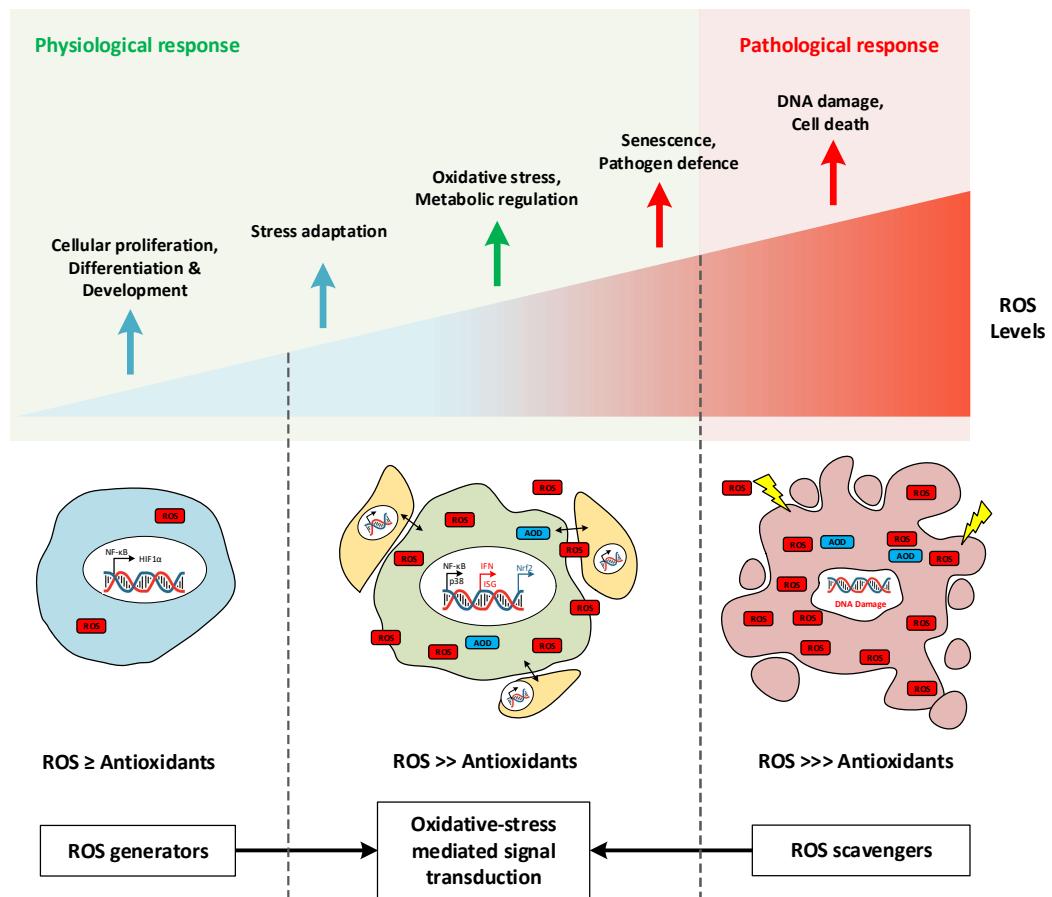 Physiological response
Pathological response
DNA damage,
Cell death
Senescence,
Pathogen defence
Oxidative stress,
Metabolic regulation
Stress adaptation
Cellular proliferation,
Differentiation &
Development
ROS
Levels
ROS
NF-κB
HIF1α
ROS
ROS
ROS
AOD
ROS
ROS
NF-κB
p38
IFN
ISG
Nrf2
ROS
ROS
ROS
AOD
ROS
ROS
ROS
ROS
AOD
ROS
AOD
ROS
ROS
DNA Damage
ROS
ROS
ROS
ROS
ROS
ROS
ROS ≥ Antioxidants
ROS >> Antioxidants
ROS >>> Antioxidants
ROS generators
Oxidative-stress
mediated signal
transduction
ROS scavengers